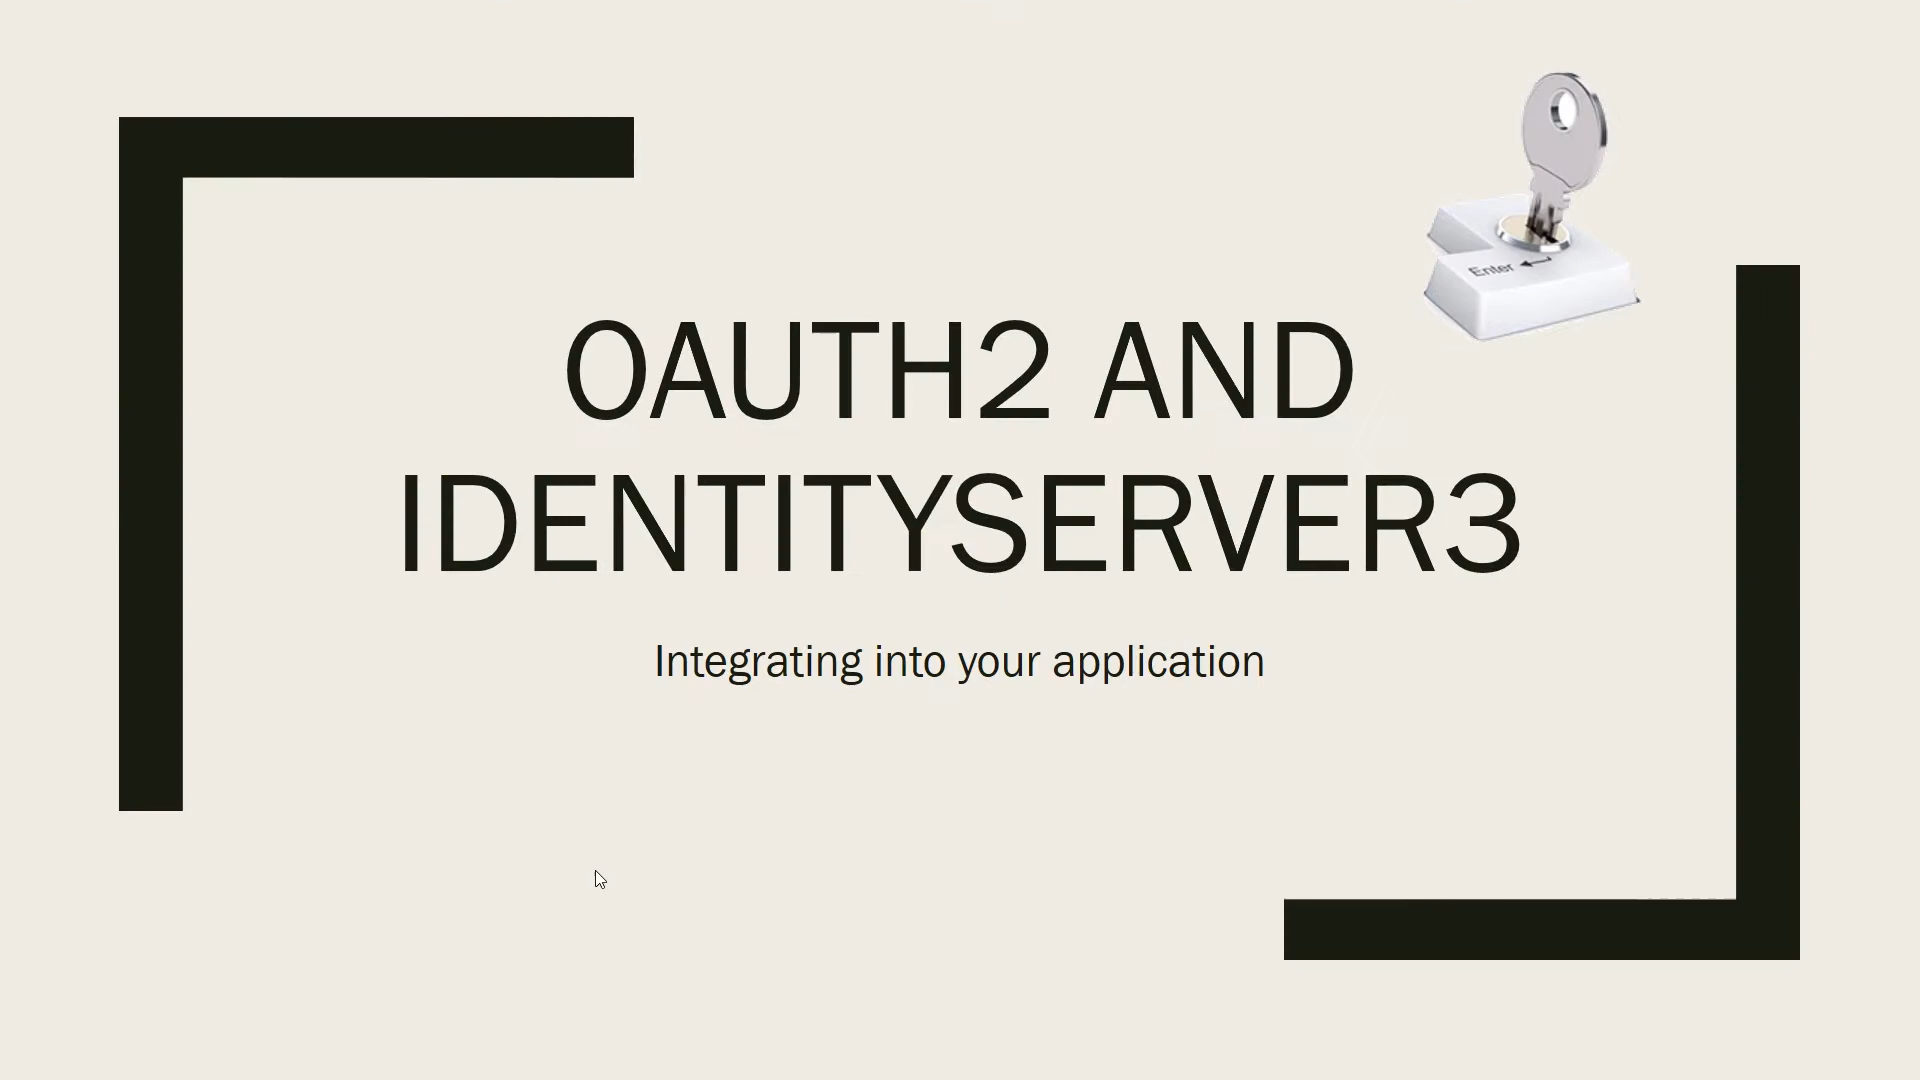 Enter
OAUTH2 AND
IDENTITYSERVER3
Integrating into your application